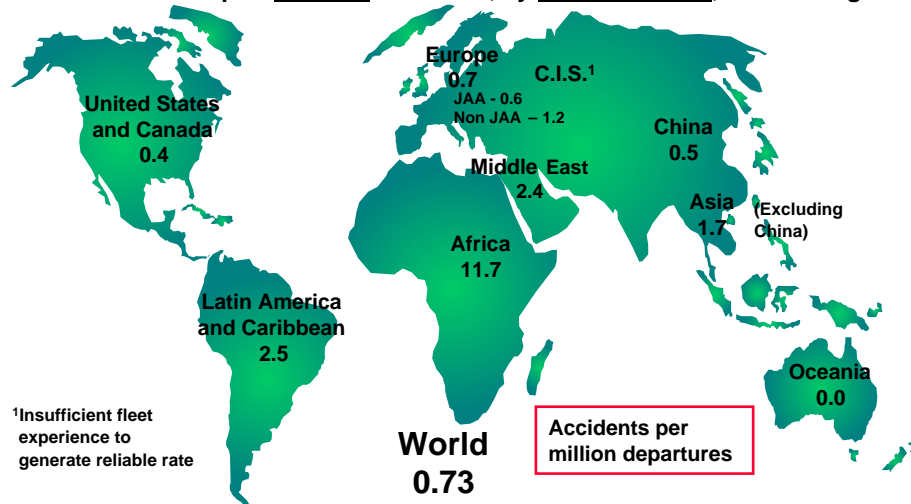 Europe
0.7
JAA - 0.6
Non JAA – 1.2
C.I.S.¹
United States
and Canada
0.4
China
0.5
Middle East
2.4
Asia
1.7
(Excluding
China)
Africa
11.7
Latin America
and Caribbean
2.5
Oceania
0.0
¹Insufficient fleet
experience to
generate reliable rate
World
0.73
Accidents per
million departures